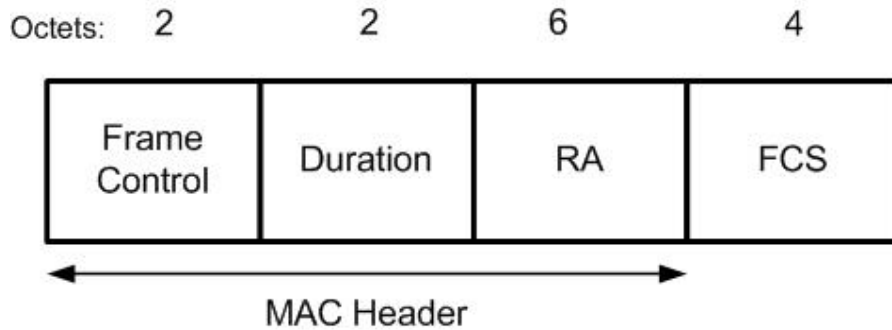 Octets: 2 2 6 4
Frame
Control
Duration
RA
FCS
MAC Header